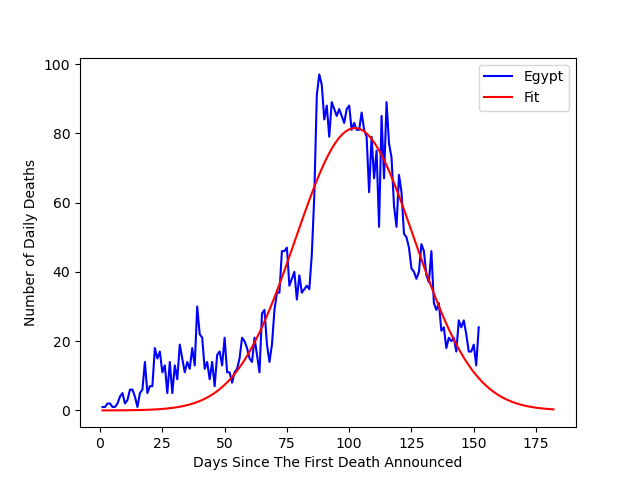 100
80
60
40
20
0
Number of Daily Deaths
Egypt
Fit
0 25 50 75 100 125 150 175
Days Since The First Death Announced